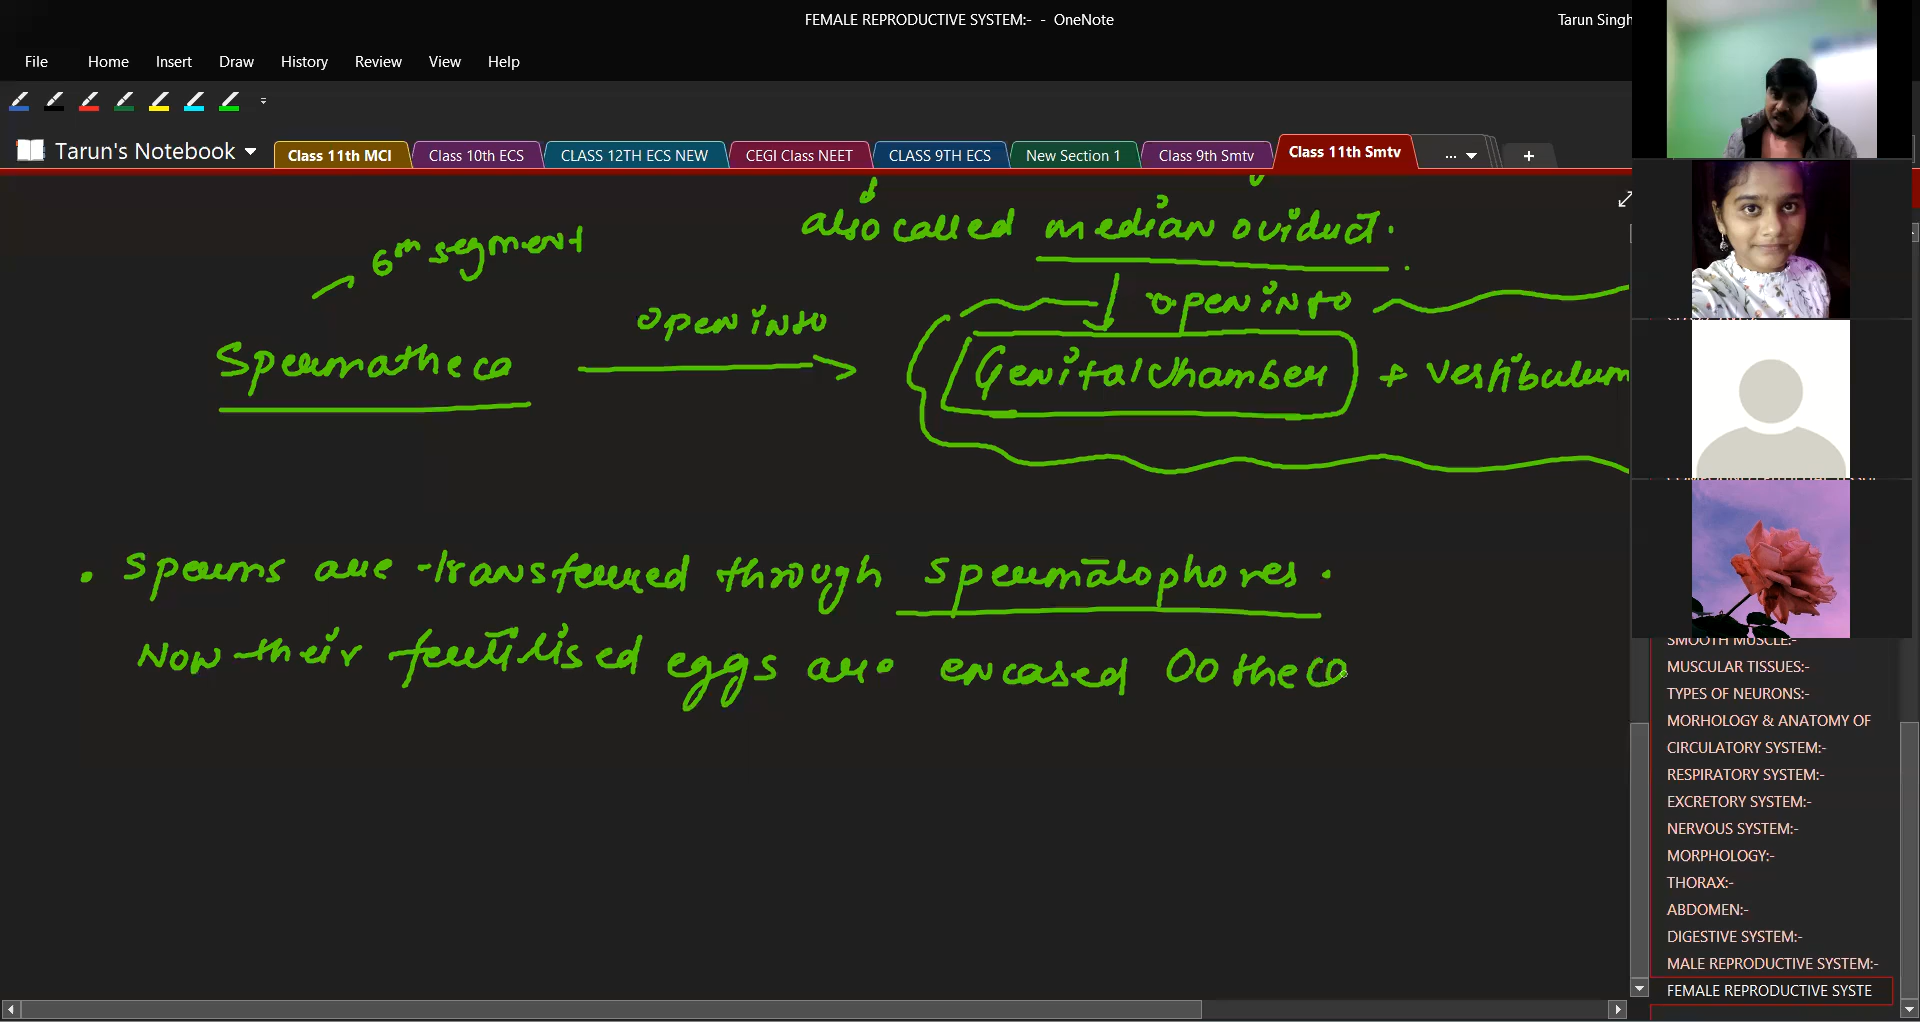 FEMALE REPRODUCTIVE SYSTEM:- - OneNote
Tarun Singh
File Home Insert Draw History Review View Help
Tarun's Notebook
Class 11th MCI Class 10th ECS CLASS 12TH ECS NEW CEGI Class NEET CLASS 9TH ECS New Section 1 Class 9th Smtv Class 11th Smtv ... +
also called median oviduct.
6th segment
open into
open into
Spermatheca
Genital chamber + vestibulum
. Sperms are transferred through spermatophores.
Now their fertilised eggs are encased Ootheca
SMOOTH MUSCLE:-
MUSCULAR TISSUES:-
TYPES OF NEURONS:-
MORHOLOGY & ANATOMY OF
CIRCULATORY SYSTEM:-
RESPIRATORY SYSTEM:-
EXCRETORY SYSTEM:-
NERVOUS SYSTEM:-
MORPHOLOGY:-
THORAX:-
ABDOMEN:-
DIGESTIVE SYSTEM:-
MALE REPRODUCTIVE SYSTEM:-
FEMALE REPRODUCTIVE SYSTE